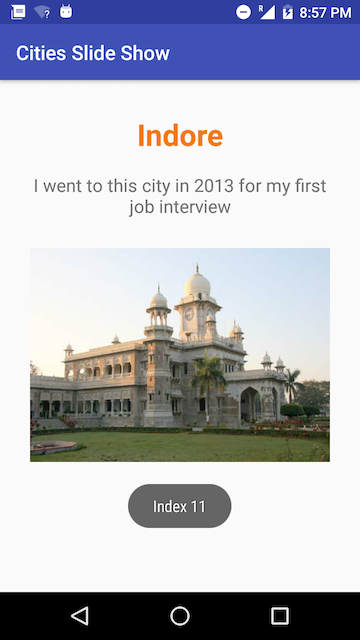 R
8:57 PM
Cities Slide Show
Indore
I went to this city in 2013 for my first
job interview
Index 11